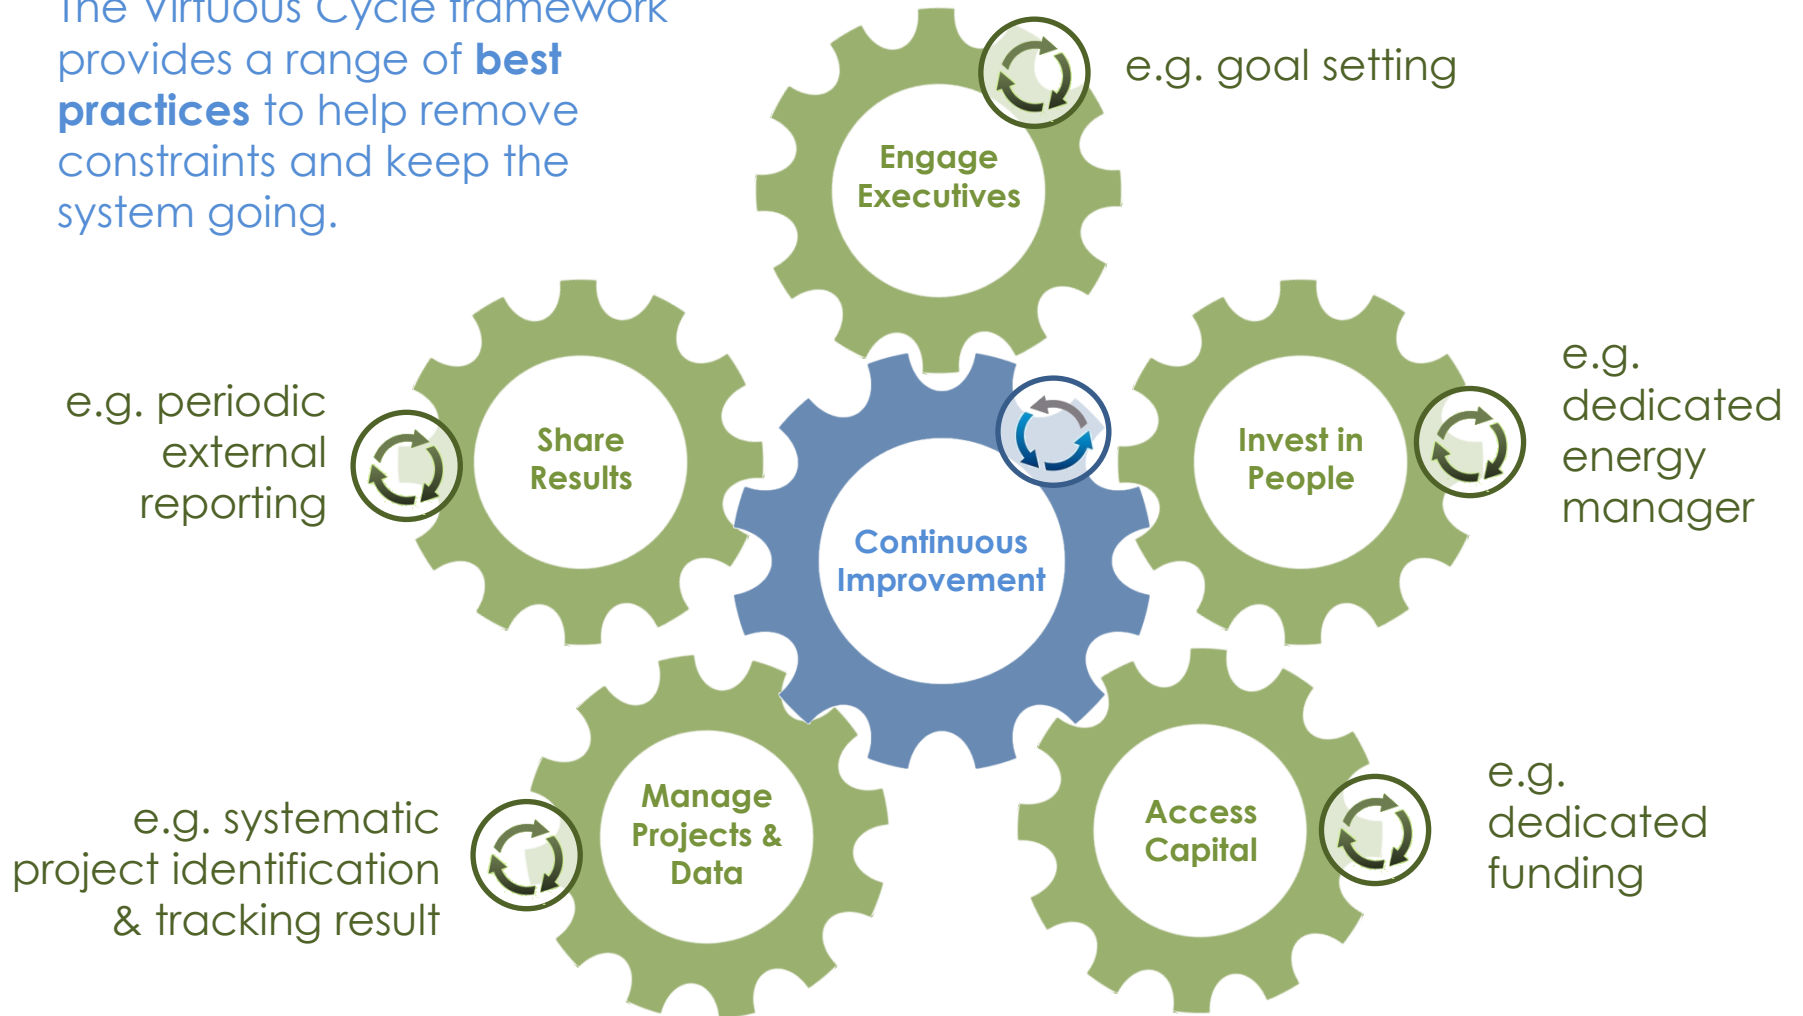 The Virtuous Cycle framework
provides a range of best
practices to help remove
constraints and keep the
system going.
e.g. goal setting
Engage
Executives
e.g. periodic
external
reporting
Share
Results
Invest in
People
e.g.
dedicated
energy
manager
Continuous
Improvement
e.g. systematic
project identification
& tracking result
Manage
Projects &
Data
Access
Capital
e.g.
dedicated
funding